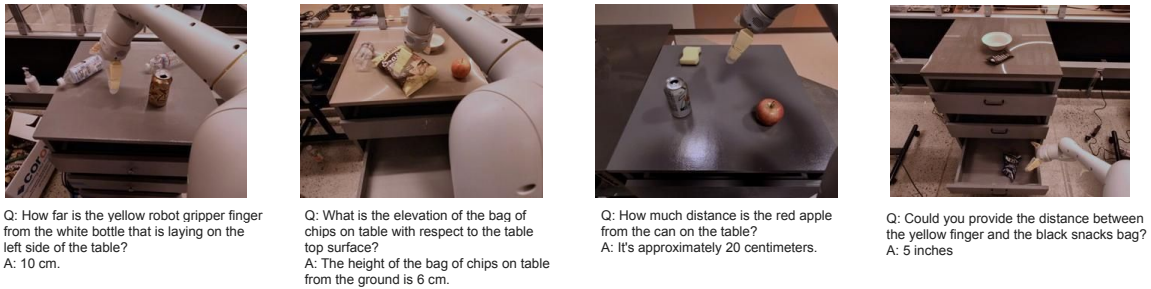 Q: How far is the yellow robot gripper finger
from the white bottle that is laying on the
left side of the table?
A: 10 cm.
Q: What is the elevation of the bag of
chips on table with respect to the table
top surface?
A: The height of the bag of chips on table
from the ground is 6 cm.
Q: How much distance is the red apple
from the can on the table?
A: It's approximately 20 centimeters.
Q: Could you provide the distance between
the yellow finger and the black snacks bag?
A: 5 inches